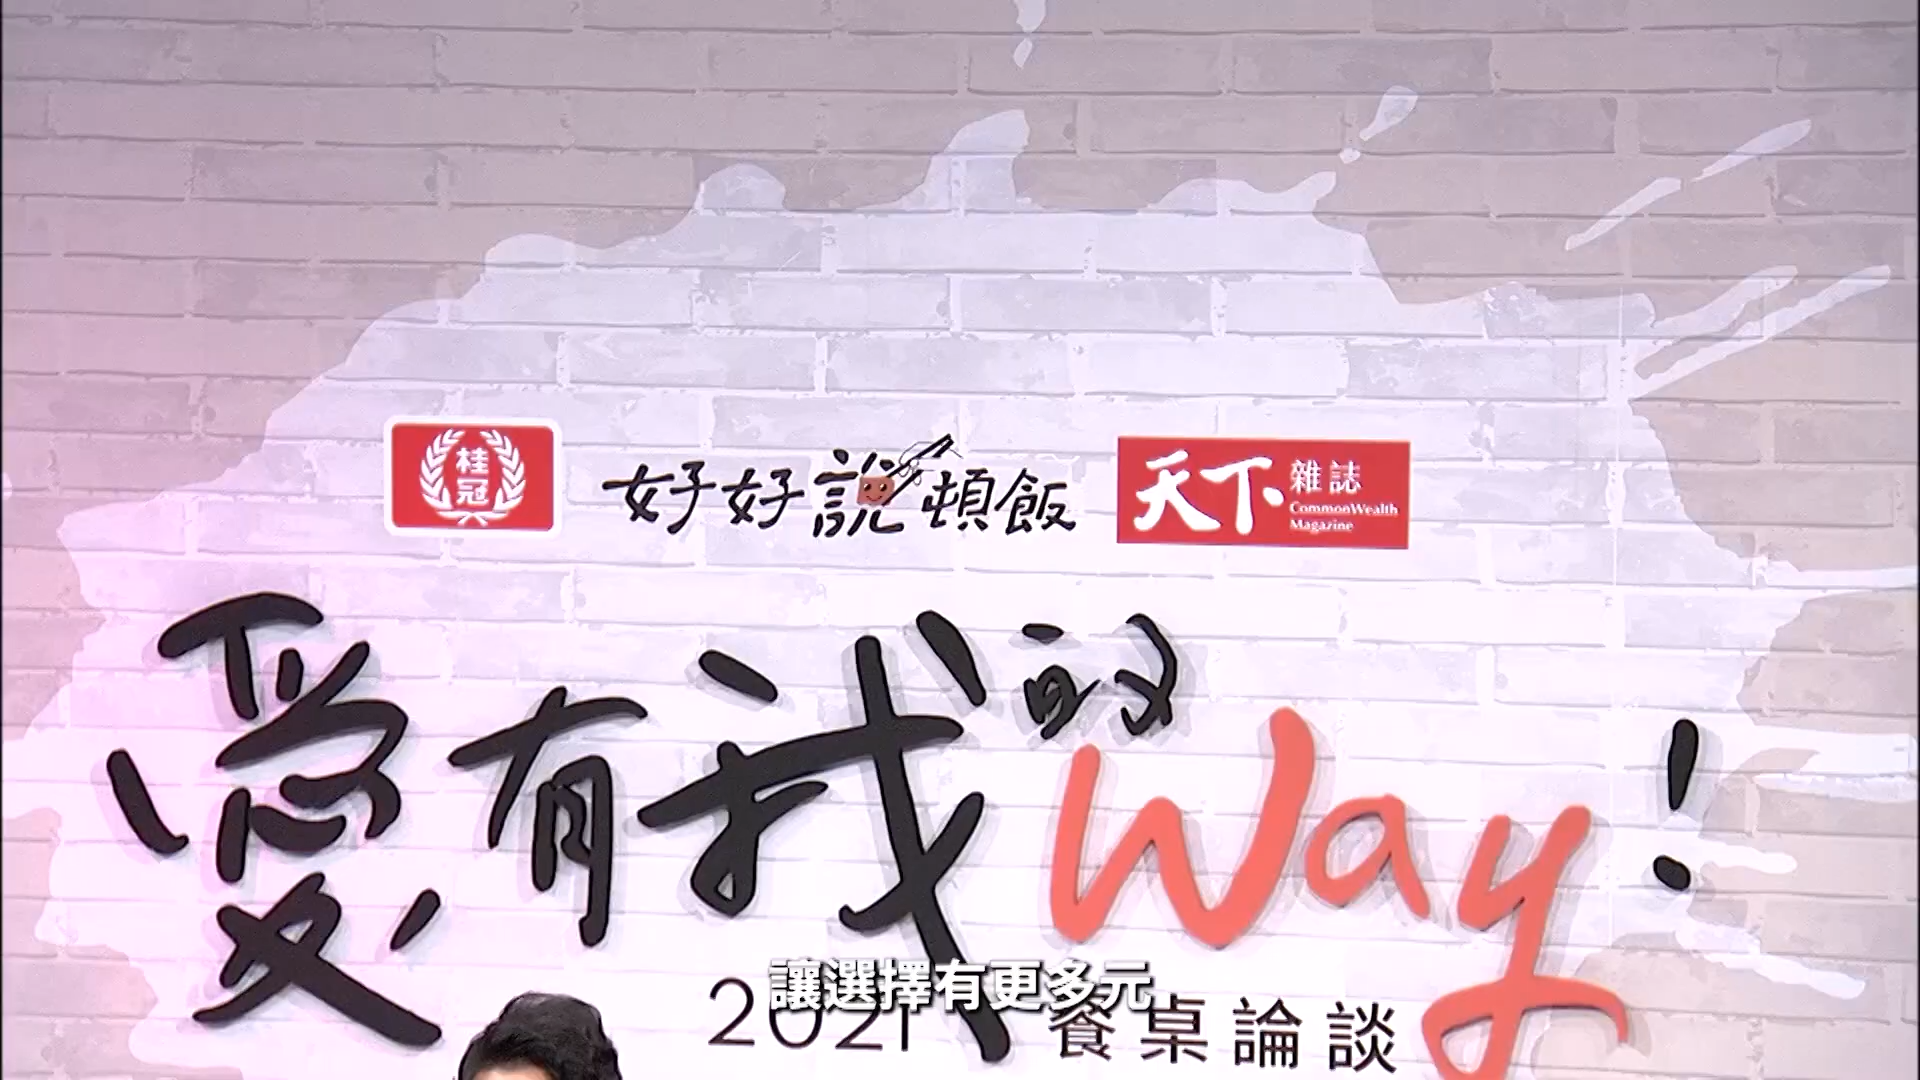 桂冠
好好說頓飯
天下雜誌
CommonWealth
Magazine
愛有我的Way!
2021 餐桌論談
讓選擇有更多元